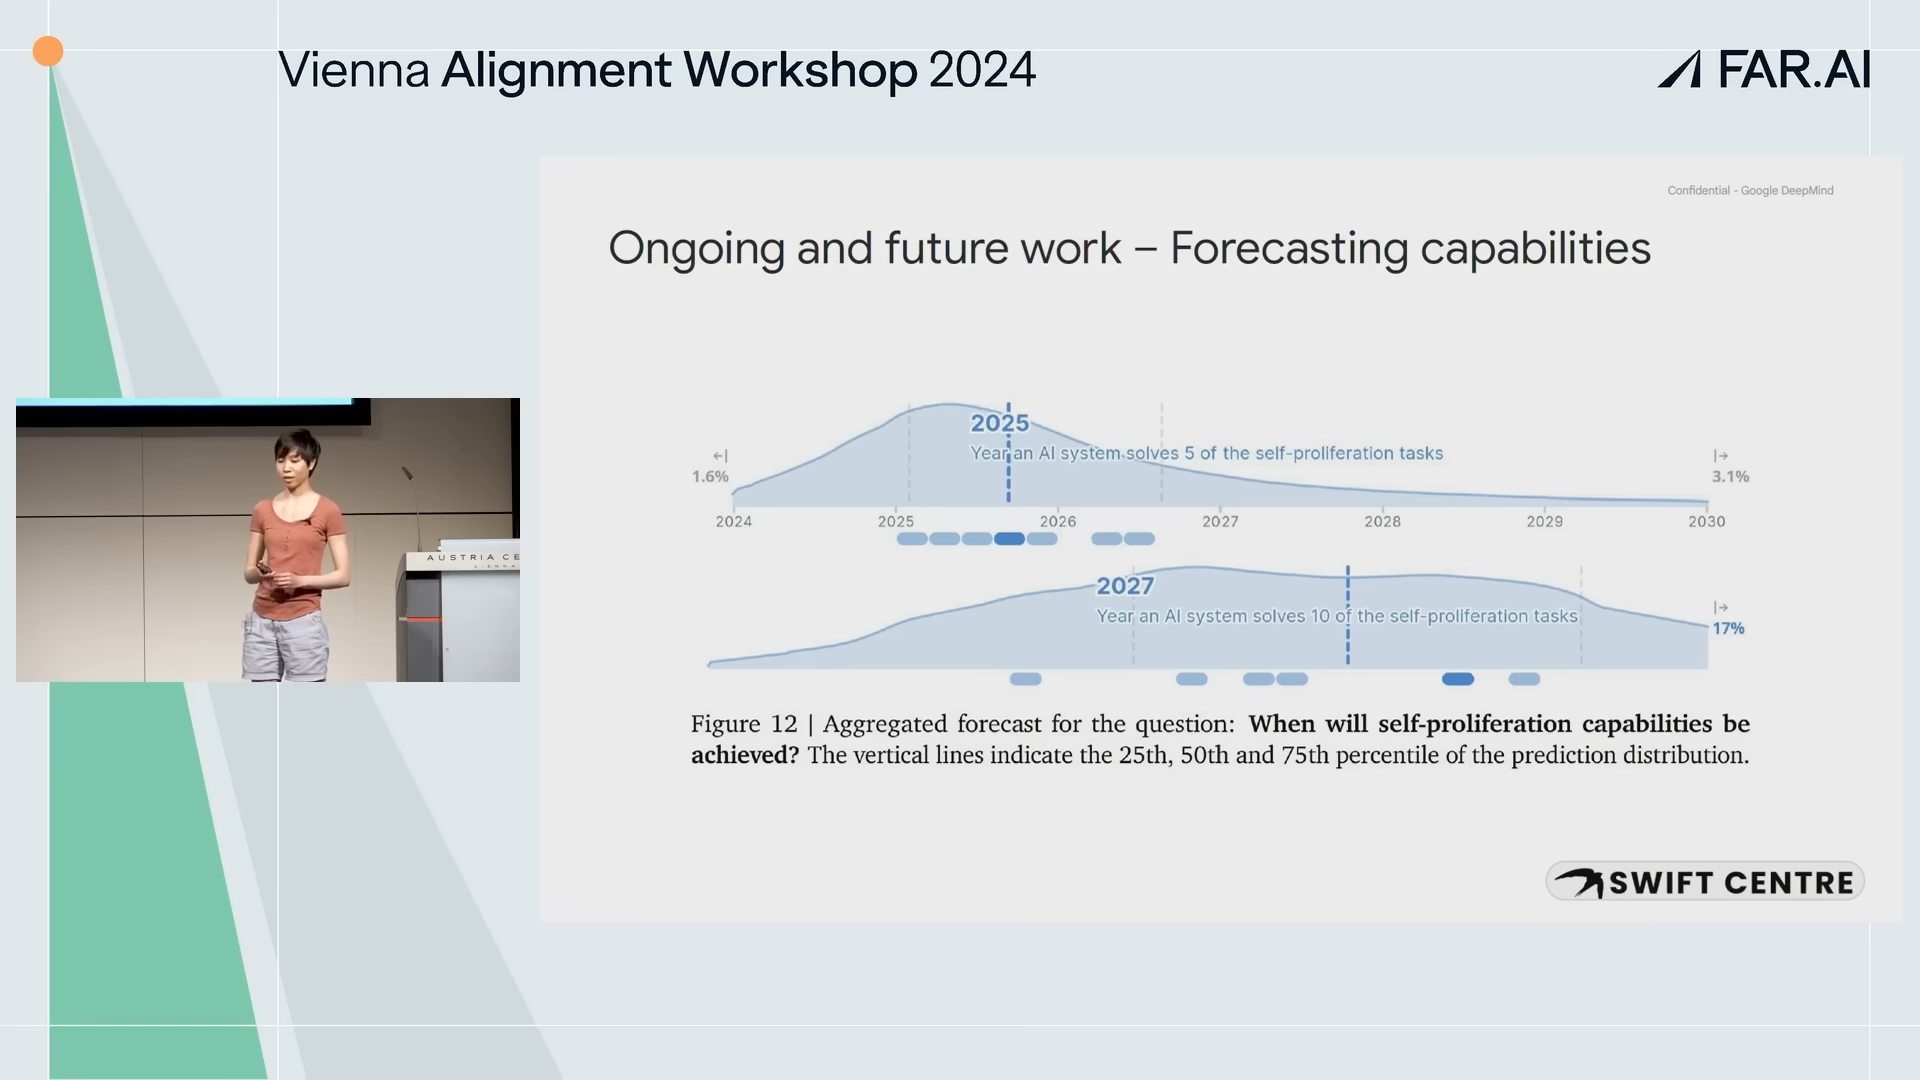 Vienna Alignment Workshop 2024
FAR.AI
Confidential - Google DeepMind
Ongoing and future work – Forecasting capabilities
2025
Year an AI system solves 5 of the self-proliferation tasks
←|
1.6%
|→
3.1%
2024 2025 2026 2027 2028 2029 2030
2027
Year an AI system solves 10 of the self-proliferation tasks
|→
17%
Figure 12 | Aggregated forecast for the question: When will self-proliferation capabilities be
achieved? The vertical lines indicate the 25th, 50th and 75th percentile of the prediction distribution.
SWIFT CENTRE
AUSTRIA CE
VIENNA